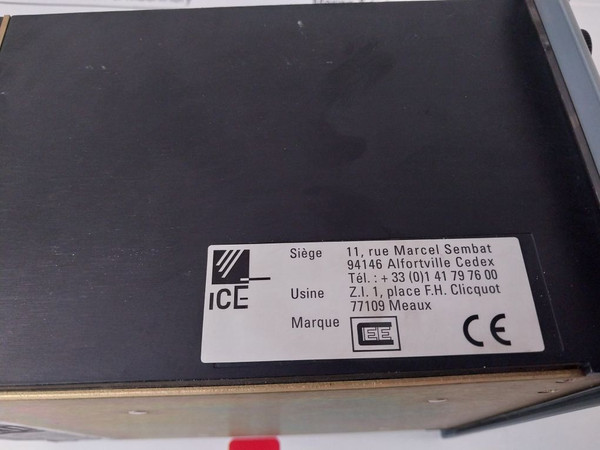 ICE
Siège 11, rue Marcel Sembat
94146 Alfortville Cedex
Tél. : + 33 (0)1 41 79 76 00
Usine Z.I. 1, place F.H. Clicquot
77109 Meaux
Marque CEE CE